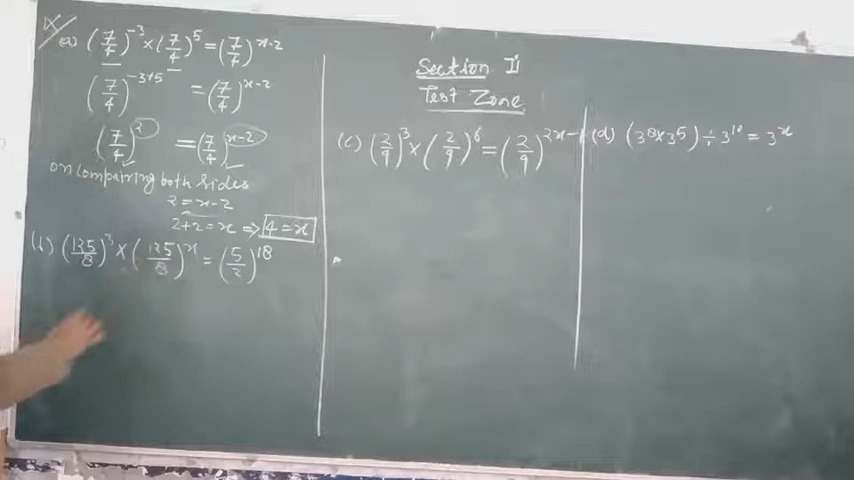 IX
(a) (7/4)^-3 × (7/4)^5 = (7/4)^x-2
(7/4)^-3+5 = (7/4)^x-2
(7/4)^2 = (7/4)^x-2
on comparing both sides
2 = x-2
2+2 = x ⇒ 4 = x
(b) (125/8)^3 × (125/8)^x = (5/2)^18
Section II
Test Zone
(c) (2/9)^3 × (2/9)^6 = (2/9)^2x-1
(d) (3^8 × 3^5) ÷ 3^10 = 3^x